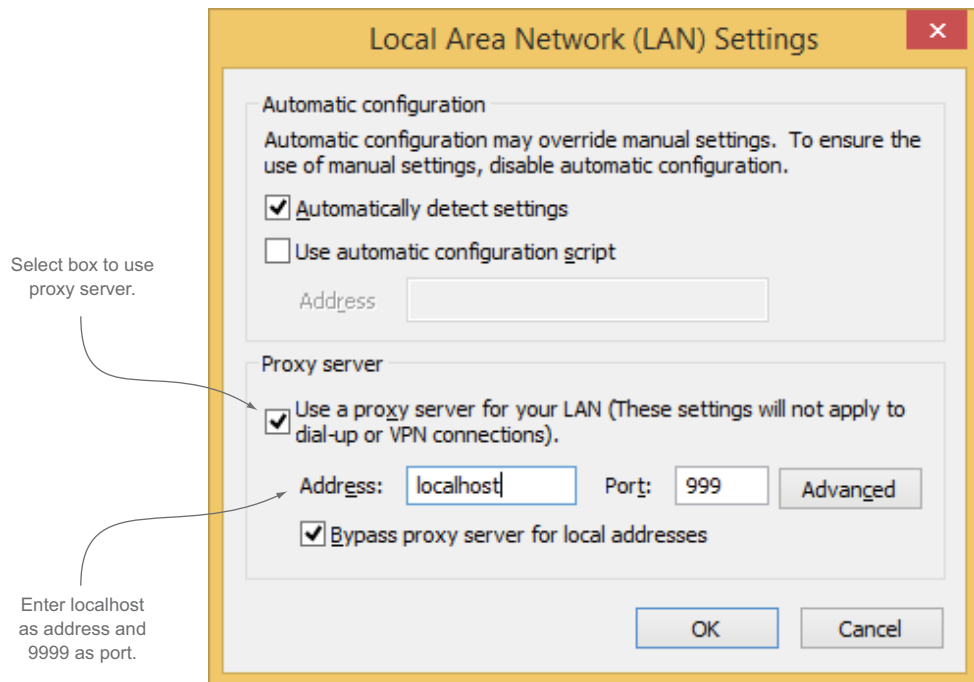 Local Area Network (LAN) Settings
Automatic configuration
Automatic configuration may override manual settings. To ensure the
use of manual settings, disable automatic configuration.
Automatically detect settings
Use automatic configuration script
Address
Select box to use
proxy server.
Proxy server
Use a proxy server for your LAN (These settings will not apply to
dial-up or VPN connections).
Address: localhost Port: 999 Advanced
Bypass proxy server for local addresses
Enter localhost
as address and
9999 as port.
OK Cancel